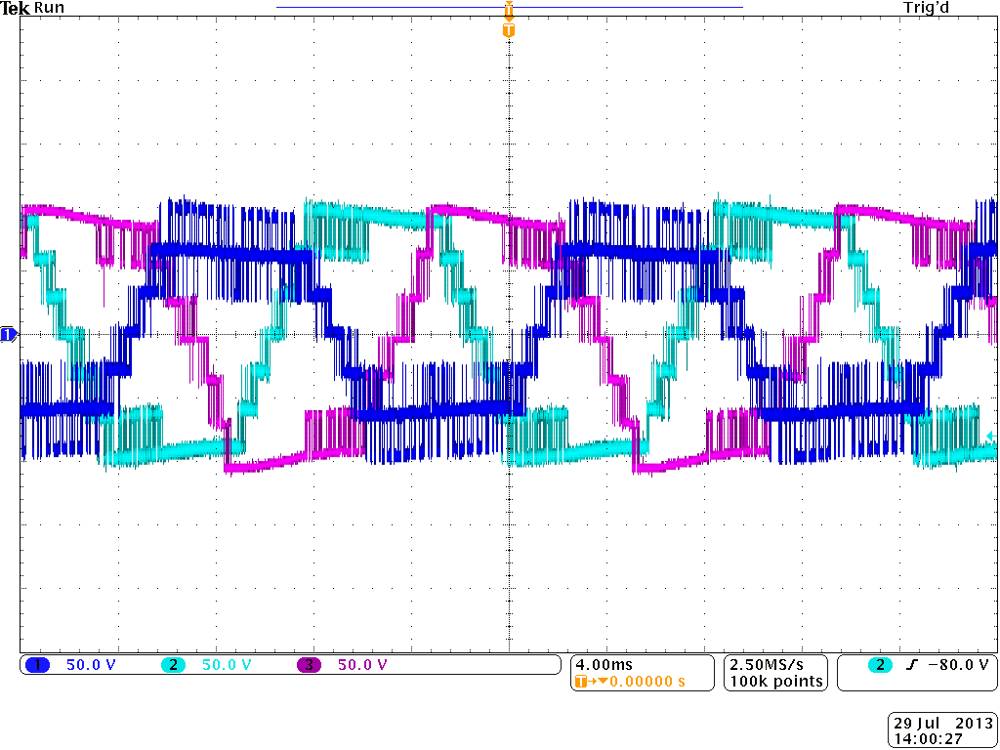 Tek Run Trig'd
T
T
1
1 50.0 V 2 50.0 V 3 50.0 V
4.00ms
T→▼0.00000 s
2.50MS/s
100k points
2 −80.0 V
29 Jul 2013
14:00:27